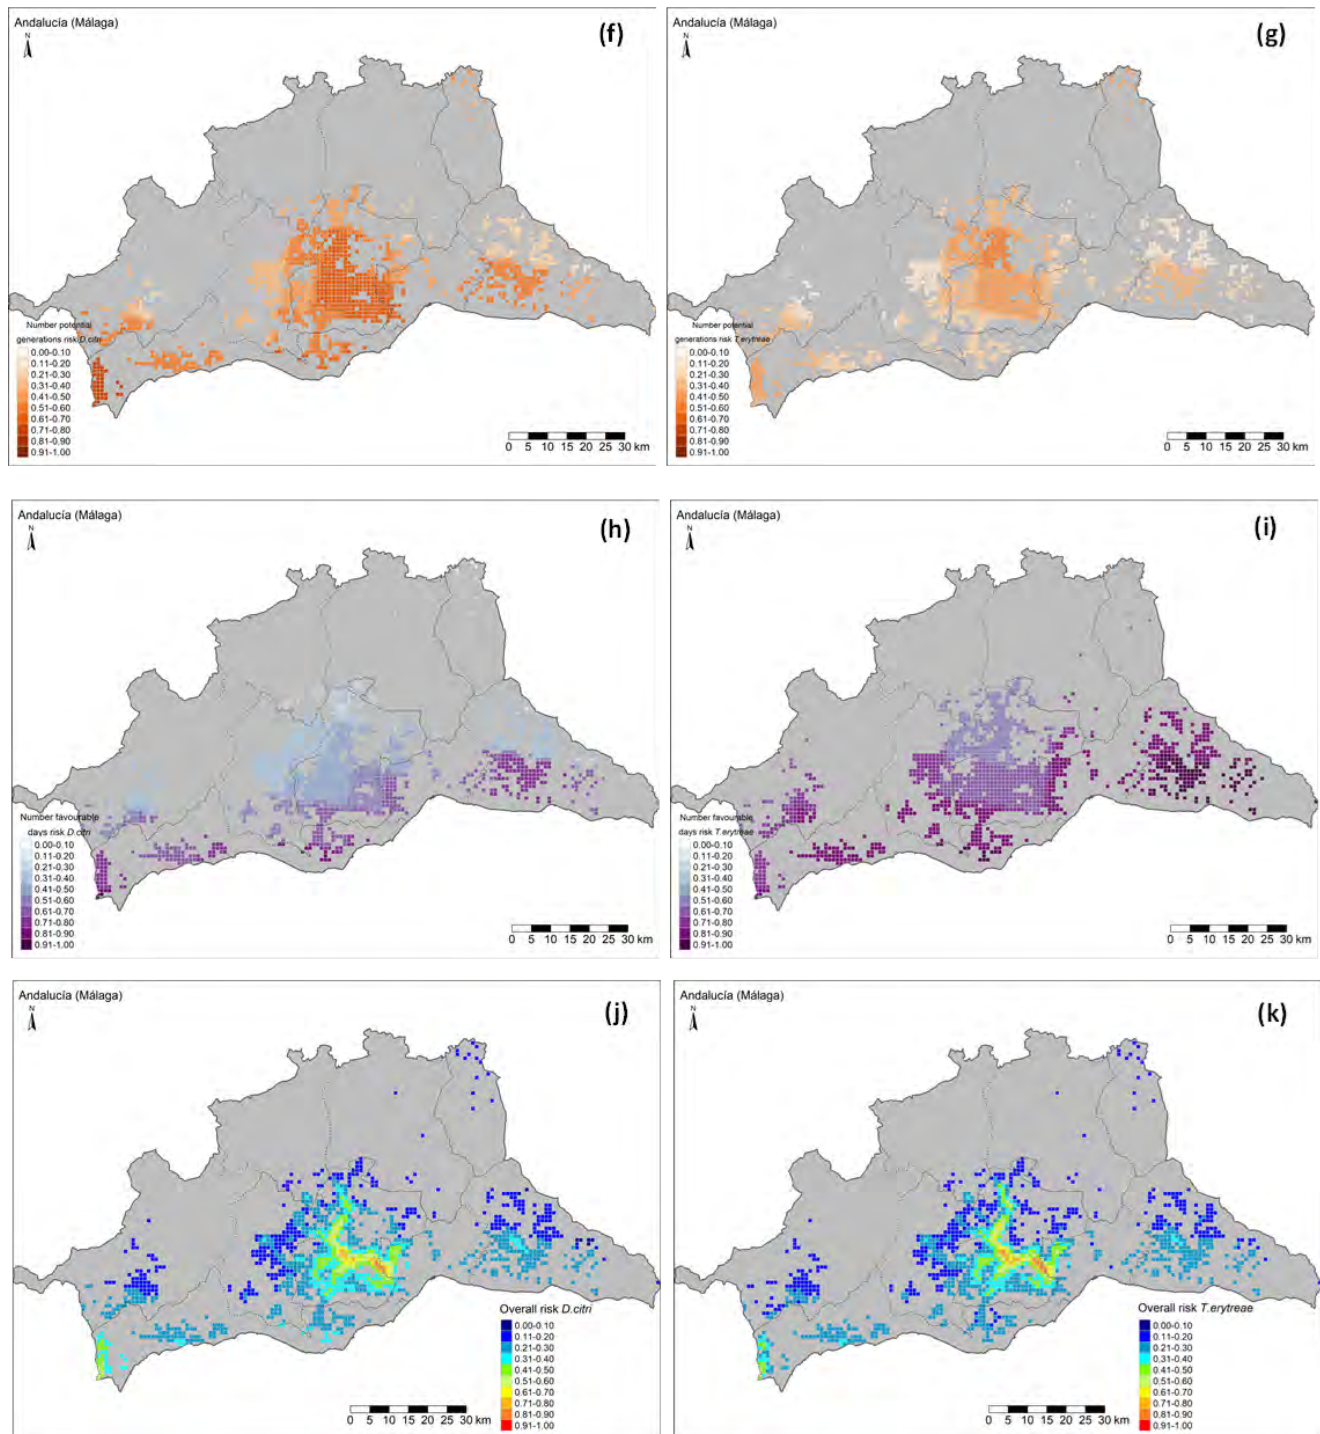 Andalucía (Málaga)
N
(f)
Number potential
generations risk D.citri
0.00-0.10
0.11-0.20
0.21-0.30
0.31-0.40
0.41-0.50
0.51-0.60
0.61-0.70
0.71-0.80
0.81-0.90
0.91-1.00
0 5 10 15 20 25 30 km
Andalucía (Málaga)
N
(g)
Number potential
generations risk T.erytreae
0.00-0.10
0.11-0.20
0.21-0.30
0.31-0.40
0.41-0.50
0.51-0.60
0.61-0.70
0.71-0.80
0.81-0.90
0.91-1.00
0 5 10 15 20 25 30 km
Andalucía (Málaga)
N
(h)
Number favourable
days risk D.citri
0.00-0.10
0.11-0.20
0.21-0.30
0.31-0.40
0.41-0.50
0.51-0.60
0.61-0.70
0.71-0.80
0.81-0.90
0.91-1.00
0 5 10 15 20 25 30 km
Andalucía (Málaga)
N
(i)
Number favourable
days risk T.erytreae
0.00-0.10
0.11-0.20
0.21-0.30
0.31-0.40
0.41-0.50
0.51-0.60
0.61-0.70
0.71-0.80
0.81-0.90
0.91-1.00
0 5 10 15 20 25 30 km
Andalucía (Málaga)
N
(j)
Overall risk D.citri
0.00-0.10
0.11-0.20
0.21-0.30
0.31-0.40
0.41-0.50
0.51-0.60
0.61-0.70
0.71-0.80
0.81-0.90
0.91-1.00
0 5 10 15 20 25 30 km
Andalucía (Málaga)
N
(k)
Overall risk T.erytreae
0.00-0.10
0.11-0.20
0.21-0.30
0.31-0.40
0.41-0.50
0.51-0.60
0.61-0.70
0.71-0.80
0.81-0.90
0.91-1.00
0 5 10 15 20 25 30 km